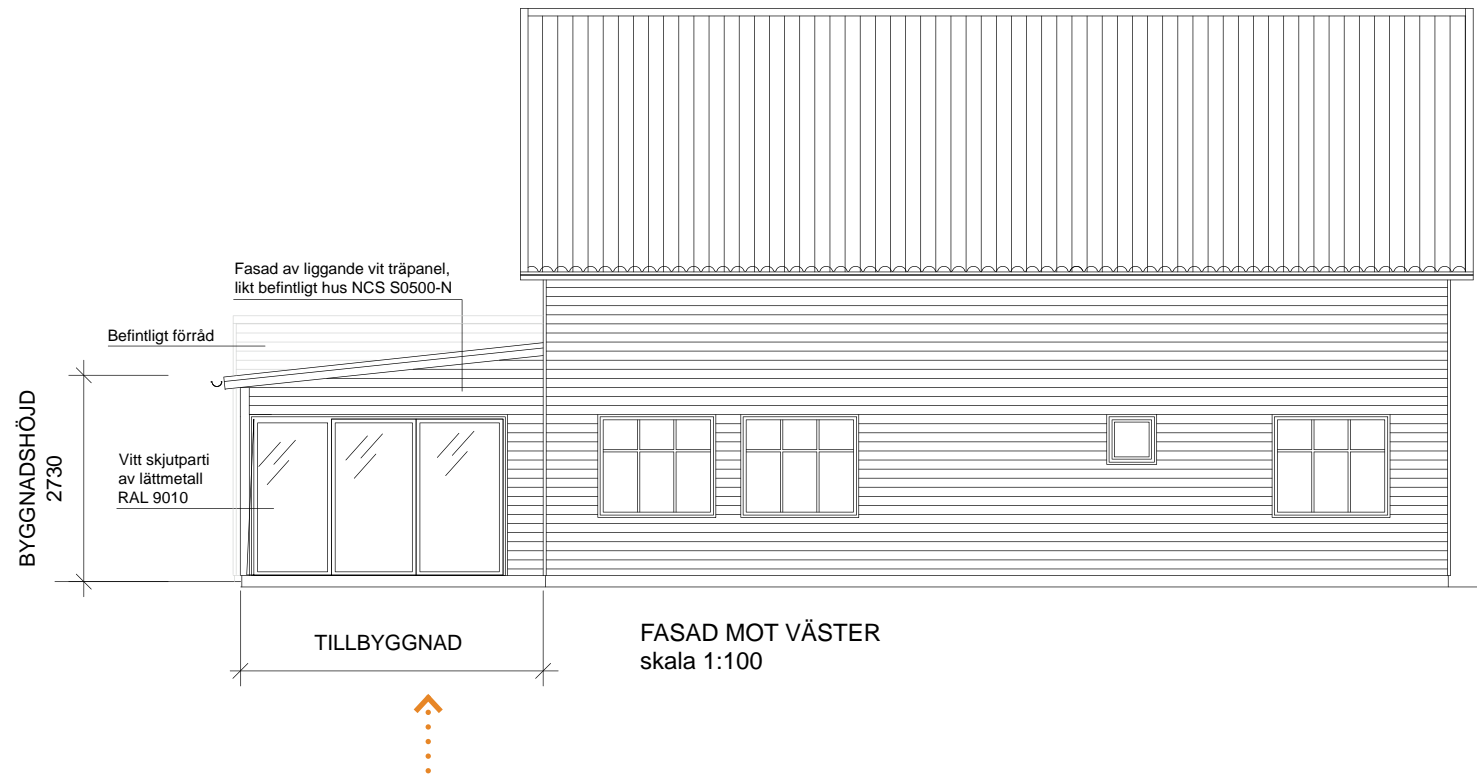 Fasad av liggande vit träpanel,
likt befintligt hus NCS S0500-N
Befintligt förråd
BYGGNADSHÖJD
2730
Vitt skjutparti
av lättmetall
RAL 9010
TILLBYGGNAD
FASAD MOT VÄSTER
skala 1:100